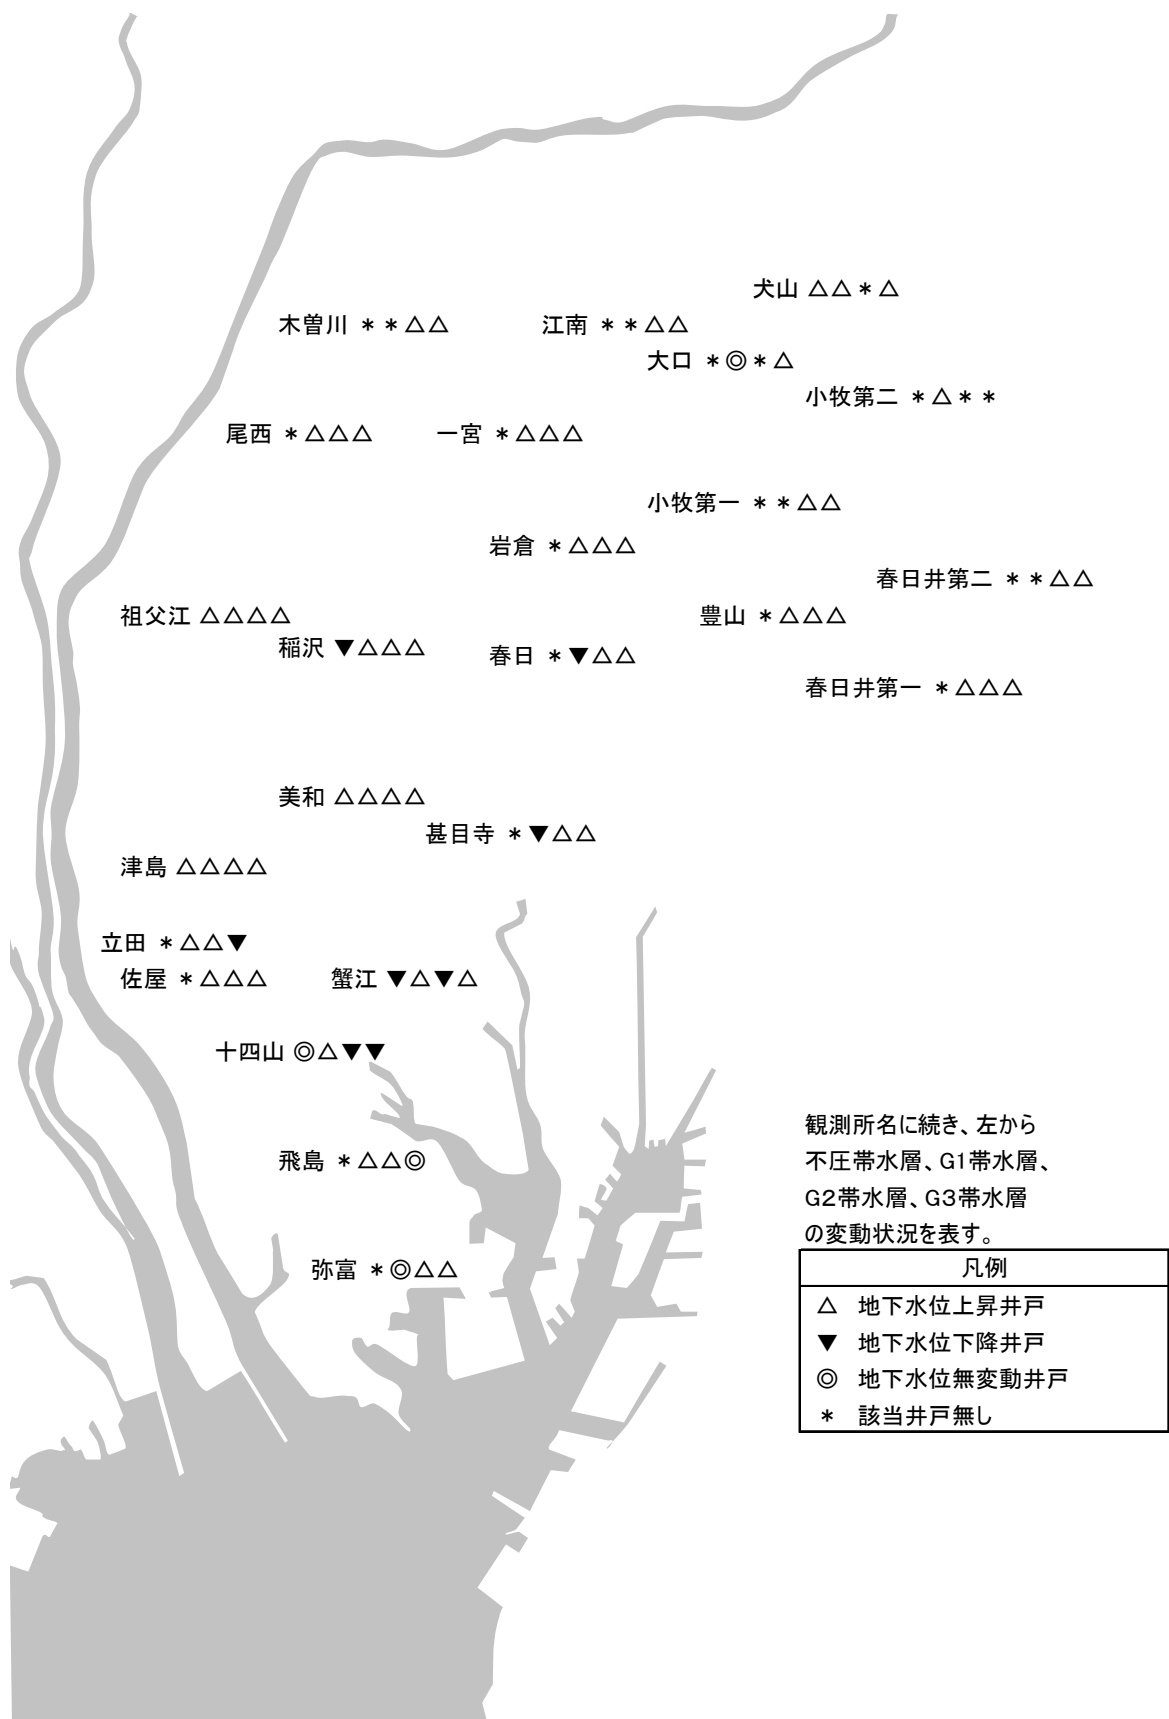 犬山 △△＊△
木曽川 ＊＊△△
江南 ＊＊△△
大口 ＊◎＊△
小牧第二 ＊△＊＊
尾西 ＊△△△
一宮 ＊△△△
小牧第一 ＊＊△△
岩倉 ＊△△△
春日井第二 ＊＊△△
祖父江 △△△△
豊山 ＊△△△
稲沢 ▼△△△
春日 ＊▼△△
春日井第一 ＊△△△
美和 △△△△
甚目寺 ＊▼△△
津島 △△△△
立田 ＊△△▼
佐屋 ＊△△△
蟹江 ▼△▼△
十四山 ◎△▼▼
飛島 ＊△△◎
弥富 ＊◎△△
観測所名に続き、左から
不圧帯水層、G1帯水層、
G2帯水層、G3帯水層
の変動状況を表す。
凡例
△ 地下水位上昇井戸
▼ 地下水位下降井戸
◎ 地下水位無変動井戸
＊ 該当井戸無し